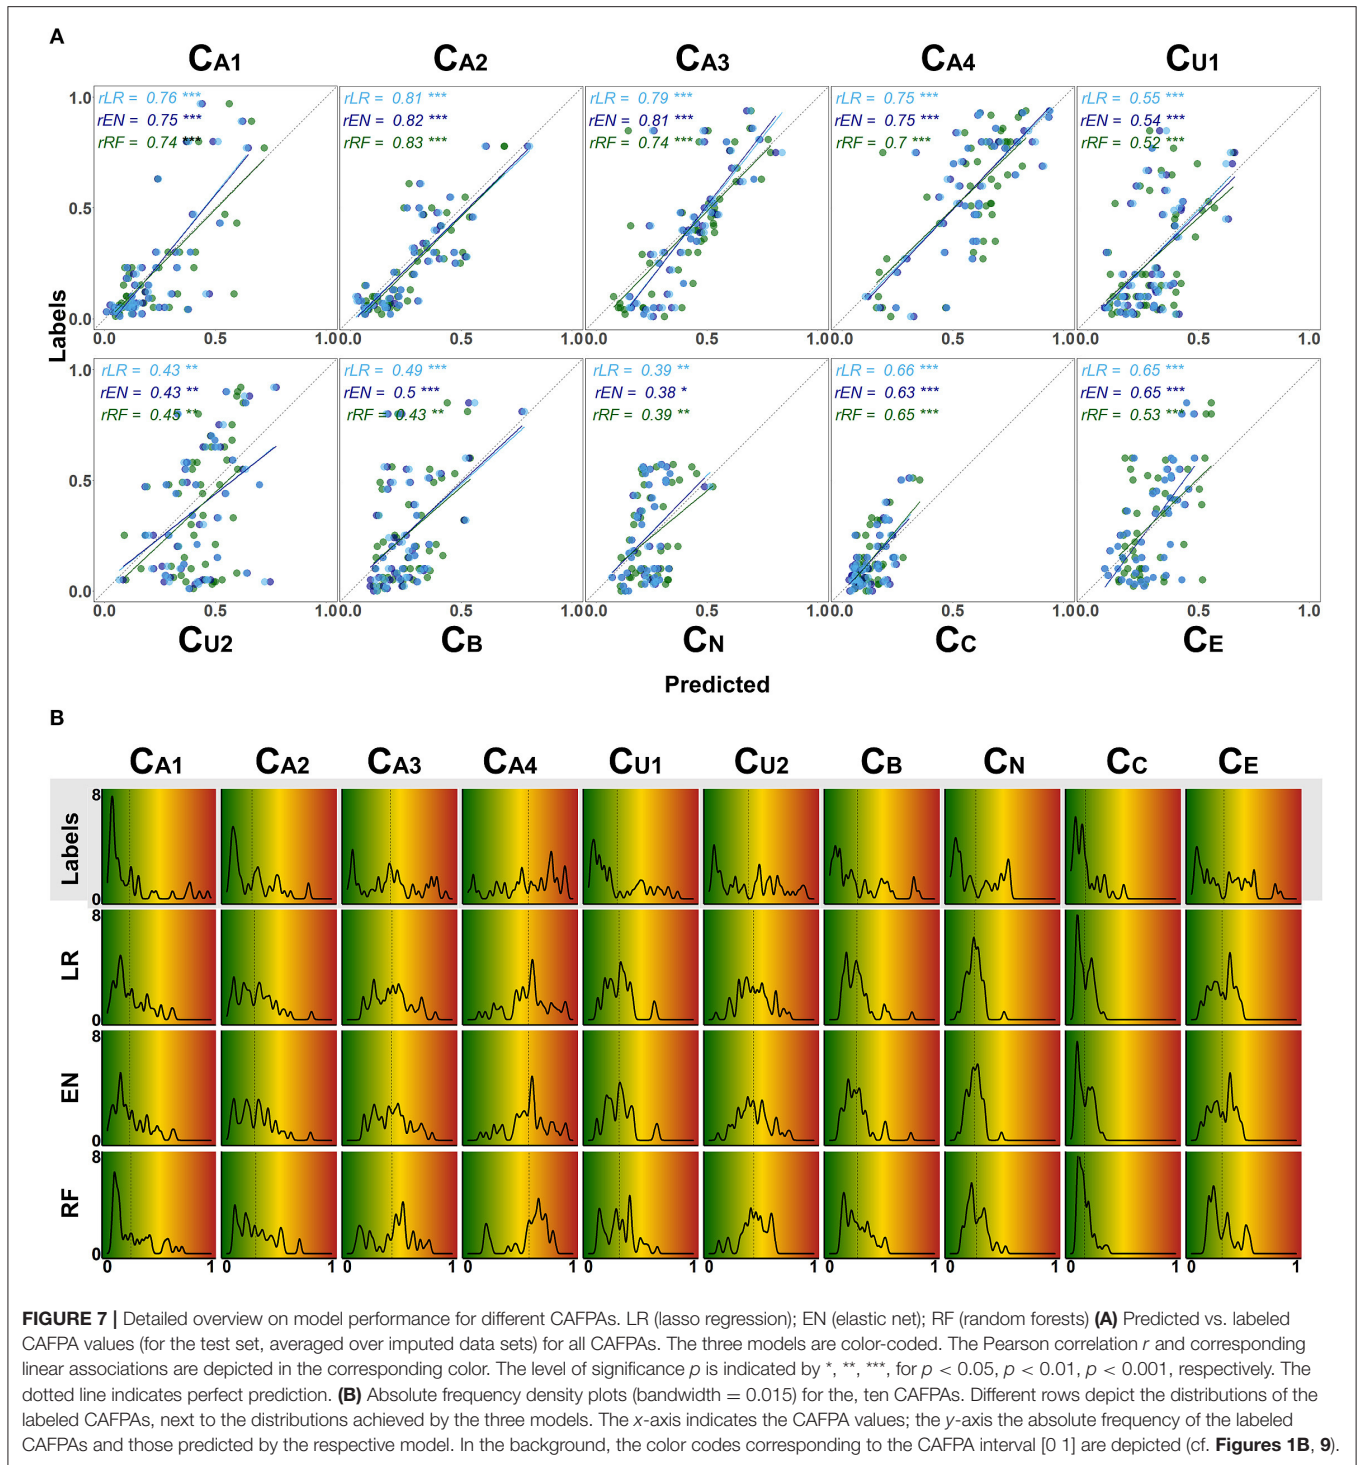 A
CA1 CA2 CA3 CA4 CU1
rLR = 0.76 *** rLR = 0.81 *** rLR = 0.79 *** rLR = 0.75 *** rLR = 0.55 ***
rEN = 0.75 *** rEN = 0.82 *** rEN = 0.81 *** rEN = 0.75 *** rEN = 0.54 ***
rRF = 0.74 *** rRF = 0.83 *** rRF = 0.74 *** rRF = 0.7 *** rRF = 0.52 ***
1.0
0.5
0.0
0.0 0.5 1.0 0.0 0.5 1.0 0.0 0.5 1.0 0.0 0.5 1.0 0.0 0.5 1.0
Labels
rLR = 0.43 ** rLR = 0.49 *** rLR = 0.39 ** rLR = 0.66 *** rLR = 0.65 ***
rEN = 0.43 ** rEN = 0.5 *** rEN = 0.38 * rEN = 0.63 *** rEN = 0.65 ***
rRF = 0.45 ** rRF = 0.43 ** rRF = 0.39 ** rRF = 0.65 *** rRF = 0.53 ***
1.0
0.5
0.0
0.0 0.5 1.0 0.0 0.5 1.0 0.0 0.5 1.0 0.0 0.5 1.0 0.0 0.5 1.0
CU2 CB CN CC CE
Predicted
B
CA1 CA2 CA3 CA4 CU1 CU2 CB CN CC CE
Labels
8
0
LR
8
0
EN
8
0
RF
8
0
0 1 0 1 0 1 0 1 0 1 0 1 0 1 0 1 0 1 0 1
FIGURE 7 | Detailed overview on model performance for different CAFPAs. LR (lasso regression); EN (elastic net); RF (random forests) (A) Predicted vs. labeled
CAFPA values (for the test set, averaged over imputed data sets) for all CAFPAs. The three models are color-coded. The Pearson correlation r and corresponding
linear associations are depicted in the corresponding color. The level of significance p is indicated by *, **, ***, for p < 0.05, p < 0.01, p < 0.001, respectively. The
dotted line indicates perfect prediction. (B) Absolute frequency density plots (bandwidth = 0.015) for the, ten CAFPAs. Different rows depict the distributions of the
labeled CAFPAs, next to the distributions achieved by the three models. The x-axis indicates the CAFPA values; the y-axis the absolute frequency of the labeled
CAFPAs and those predicted by the respective model. In the background, the color codes corresponding to the CAFPA interval [0 1] are depicted (cf. Figures 1B, 9).